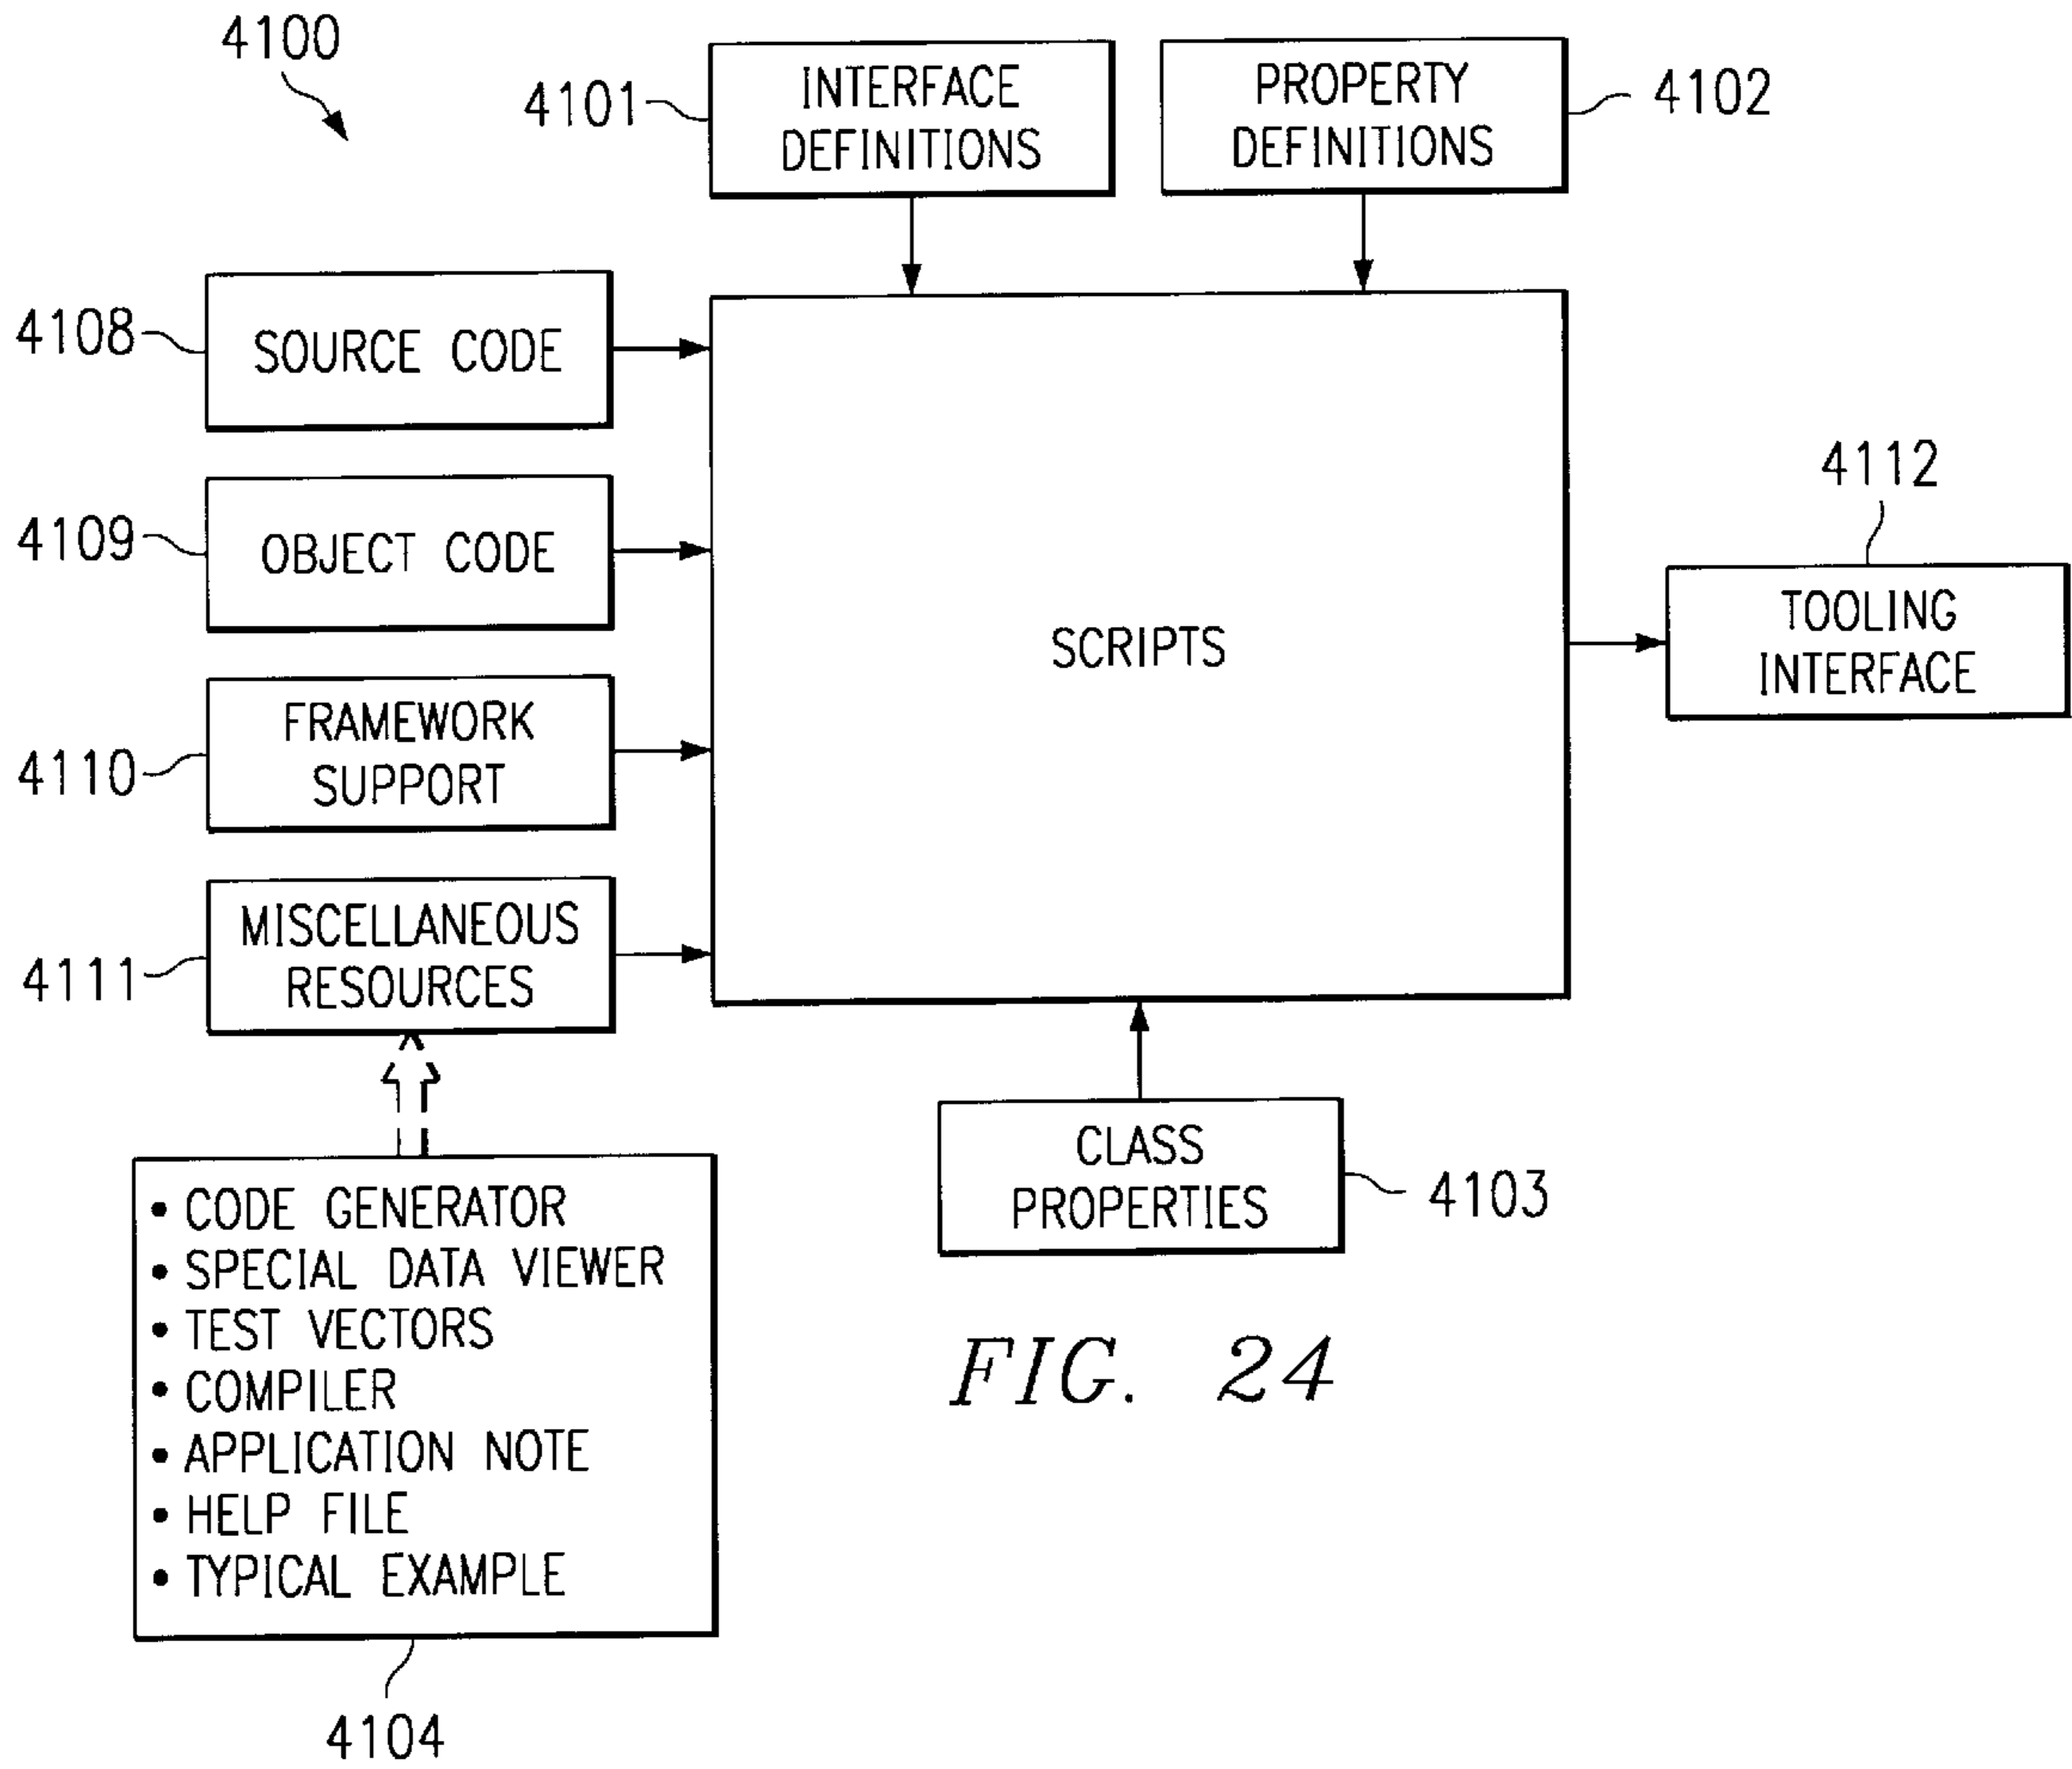 4100
4101
INTERFACE
DEFINITIONS
PROPERTY
DEFINITIONS
4102
4108
SOURCE CODE
4109
OBJECT CODE
4110
FRAMEWORK
SUPPORT
4111
MISCELLANEOUS
RESOURCES
SCRIPTS
4112
TOOLING
INTERFACE
CLASS
PROPERTIES
4103
• CODE GENERATOR
• SPECIAL DATA VIEWER
• TEST VECTORS
• COMPILER
• APPLICATION NOTE
• HELP FILE
• TYPICAL EXAMPLE
4104
FIG. 24